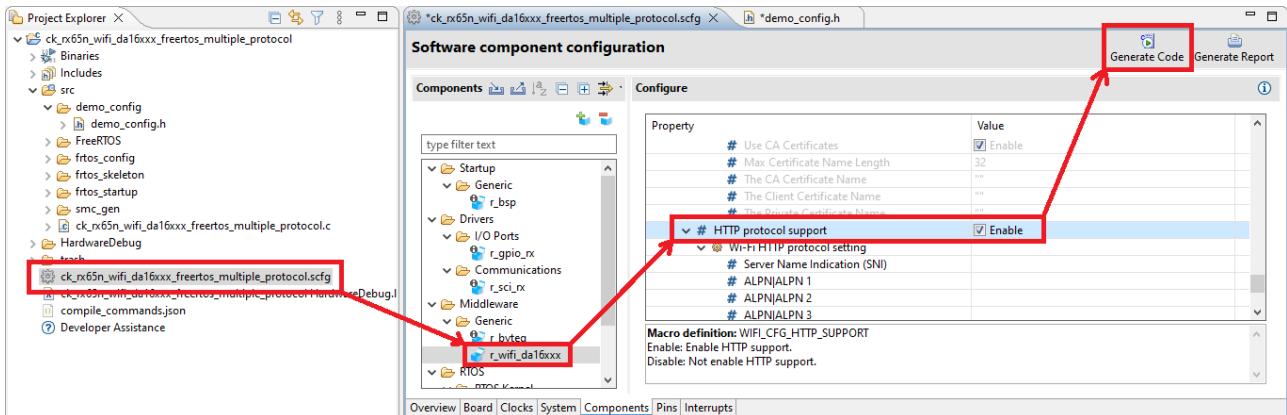 Project Explorer
ck_rx65n_wifi_da16xxx_freertos_multiple_protocol
Binaries
Includes
src
demo_config
demo_config.h
FreeRTOS
frtos_config
frtos_skeleton
frtos_startup
smc_gen
ck_rx65n_wifi_da16xxx_freertos_multiple_protocol.c
HardwareDebug
trash
ck_rx65n_wifi_da16xxx_freertos_multiple_protocol.scfg
ck_rx65n_wifi_da16xxx_freertos_multiple_protocol HardwareDebug.l
compile_commands.json
Developer Assistance
*ck_rx65n_wifi_da16xxx_freertos_multiple_protocol.scfg
*demo_config.h
Software component configuration
Generate Code Generate Report
Components
type filter text
Startup
Generic
r_bsp
Drivers
I/O Ports
r_gpio_rx
Communications
r_sci_rx
Middleware
Generic
r_byteq
r_wifi_da16xxx
RTOS
RTOS Kernel
Configure
Property Value
# Use CA Certificates Enable
# Max Certificate Name Length 32
# The CA Certificate Name ""
# The Client Certificate Name ""
# The Private Certificate Name ""
# HTTP protocol support Enable
Wi-Fi HTTP protocol setting
# Server Name Indication (SNI)
# ALPN|ALPN 1
# ALPN|ALPN 2
# ALPN|ALPN 3
Macro definition: WIFI_CFG_HTTP_SUPPORT
Enable: Enable HTTP support.
Disable: Not enable HTTP support.
Overview Board Clocks System Components Pins Interrupts